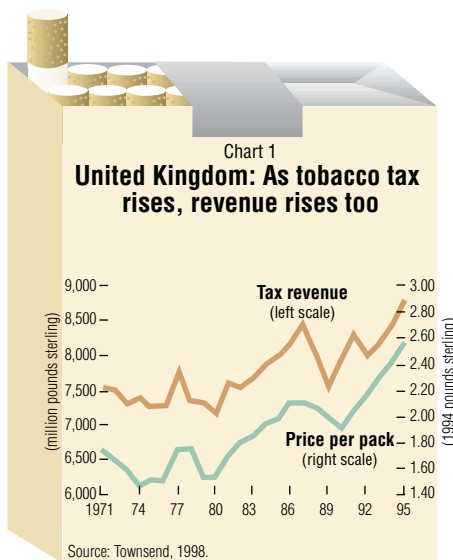 Chart 1
United Kingdom: As tobacco tax
rises, revenue rises too
(million pounds sterling)
9,000
8,500
8,000
7,500
7,000
6,500
6,000
Tax revenue
(left scale)
Price per pack
(right scale)
3.00
2.80
2.60
2.40
2.20
2.00
1.80
1.60
1.40
(1994 pounds sterling)
1971 74 77 80 83 86 89 92 95
Source: Townsend, 1998.